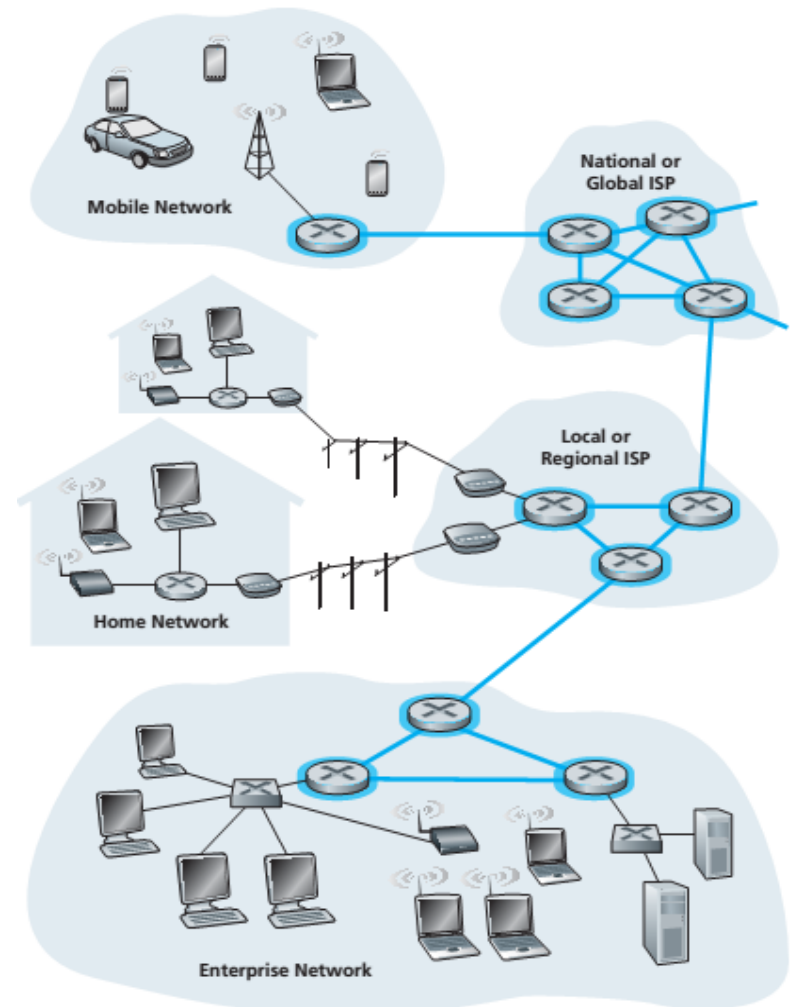 Mobile Network
National or
Global ISP
Local or
Regional ISP
Home Network
Enterprise Network